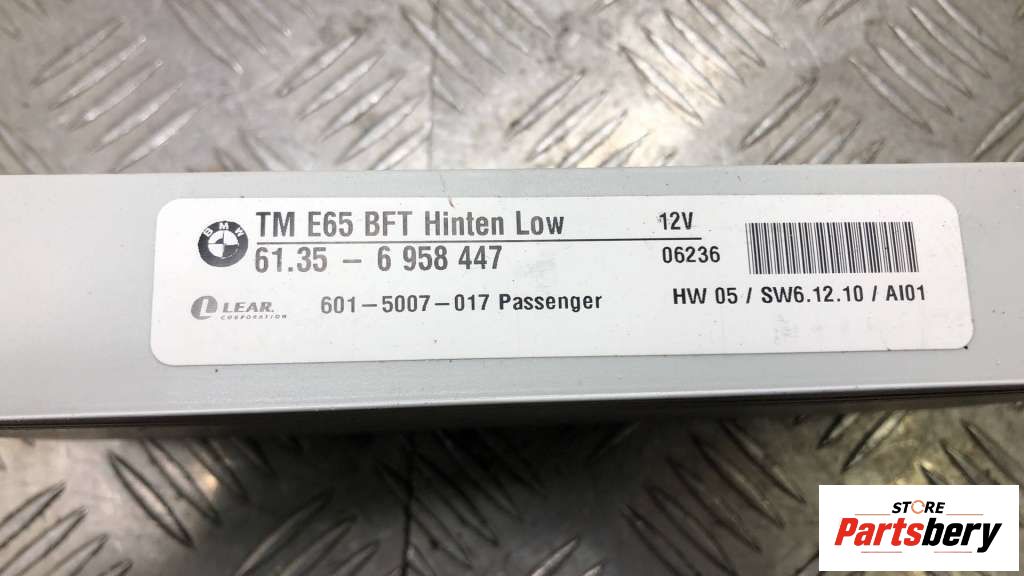 BMW
TM E65 BFT Hinten Low 12V
61.35 - 6 958 447 06236
LEAR. 601-5007-017 Passenger HW 05 / SW6.12.10 / AI01
CORPORATION
STORE
Partsbery